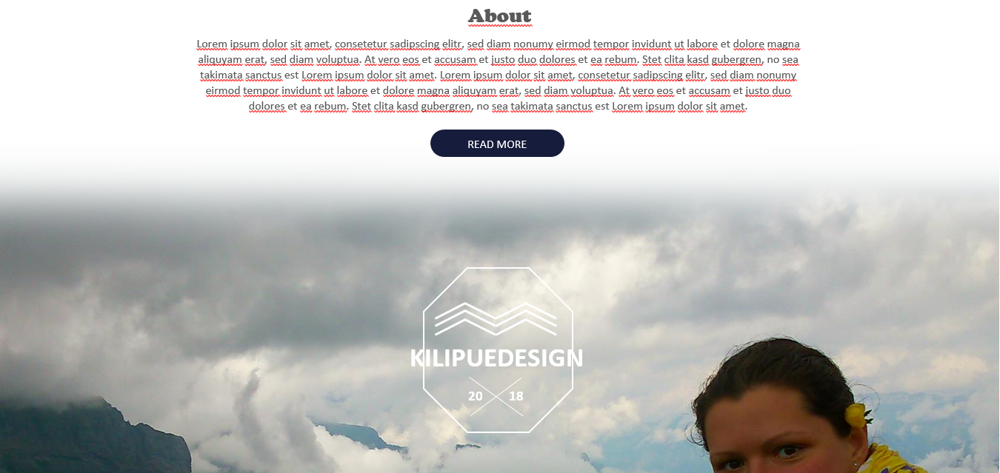 About
Lorem ipsum dolor sit amet, consetetur sadipscing elitr, sed diam nonumy eirmod tempor invidunt ut labore et dolore magna
aliquyam erat, sed diam voluptua. At vero eos et accusam et justo duo dolores et ea rebum. Stet clita kasd gubergren, no sea
takimata sanctus est Lorem ipsum dolor sit amet. Lorem ipsum dolor sit amet, consetetur sadipscing elitr, sed diam nonumy
eirmod tempor invidunt ut labore et dolore magna aliquyam erat, sed diam voluptua. At vero eos et accusam et justo duo
dolores et ea rebum. Stet clita kasd gubergren, no sea takimata sanctus est Lorem ipsum dolor sit amet.
READ MORE
KILIPUEDESIGN
20 18